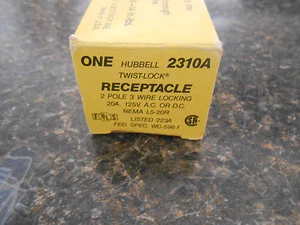 ONE HUBBELL 2310A
TWIST-LOCK®
RECEPTACLE
2 POLE 3 WIRE LOCKING
20A. 125V. A.C. OR D.C.
NEMA L5-20R
LISTED 223A
FED. SPEC. WC-596 F